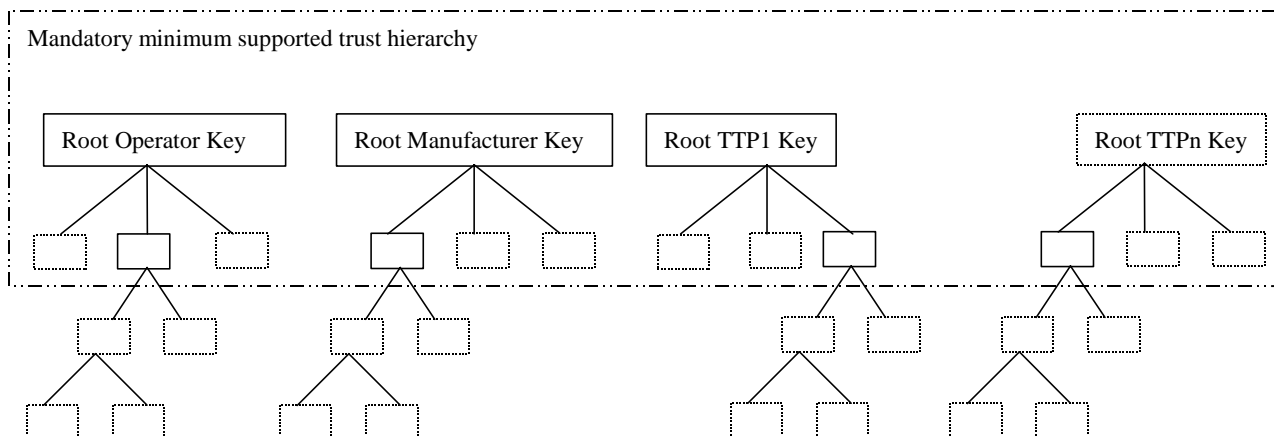 Mandatory minimum supported trust hierarchy
Root Operator Key
Root Manufacturer Key
Root TTP1 Key
Root TTPn Key